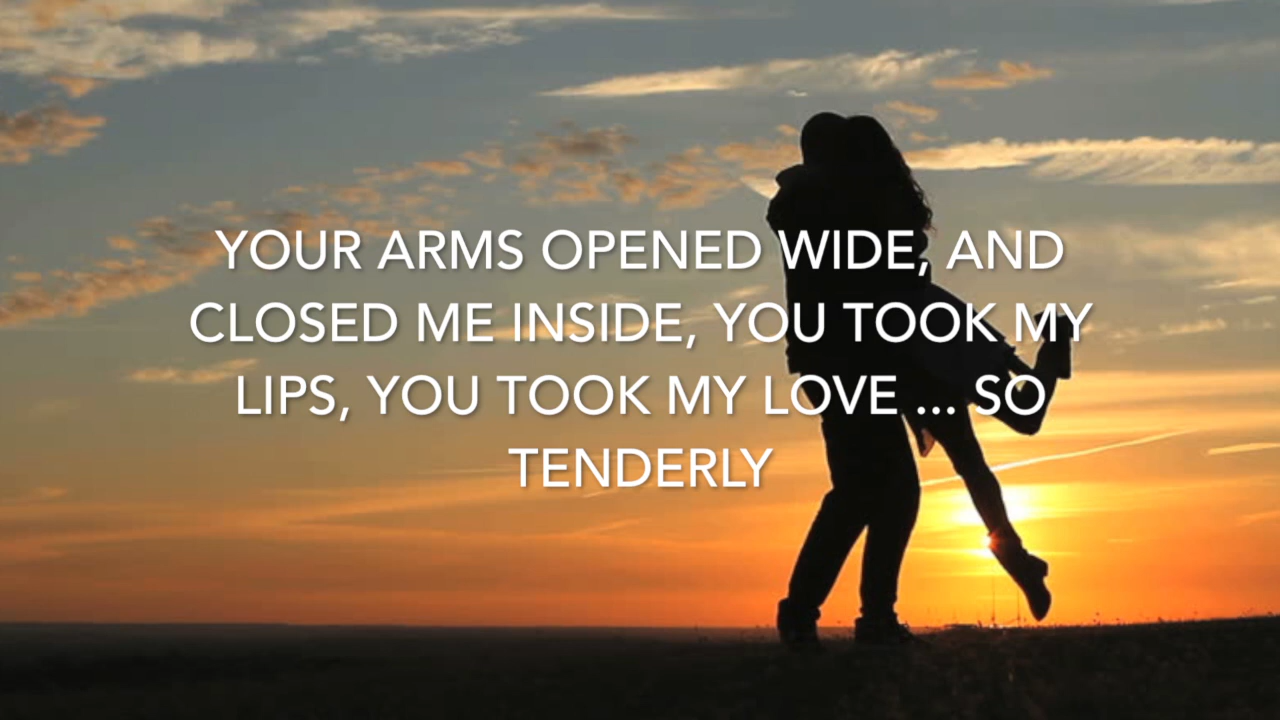 YOUR ARMS OPENED WIDE, AND
CLOSED ME INSIDE, YOU TOOK MY
LIPS, YOU TOOK MY LOVE ... SO
TENDERLY